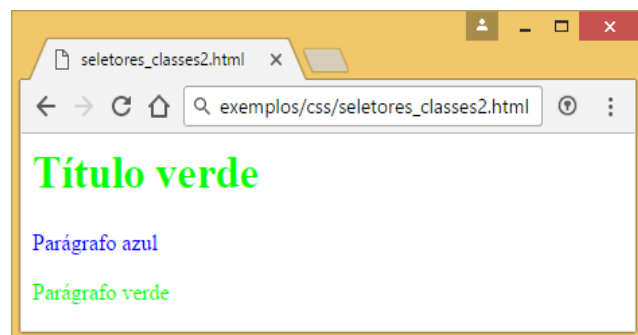 seletores_classes2.html
exemplos/css/seletores_classes2.html
Título verde
Parágrafo azul
Parágrafo verde